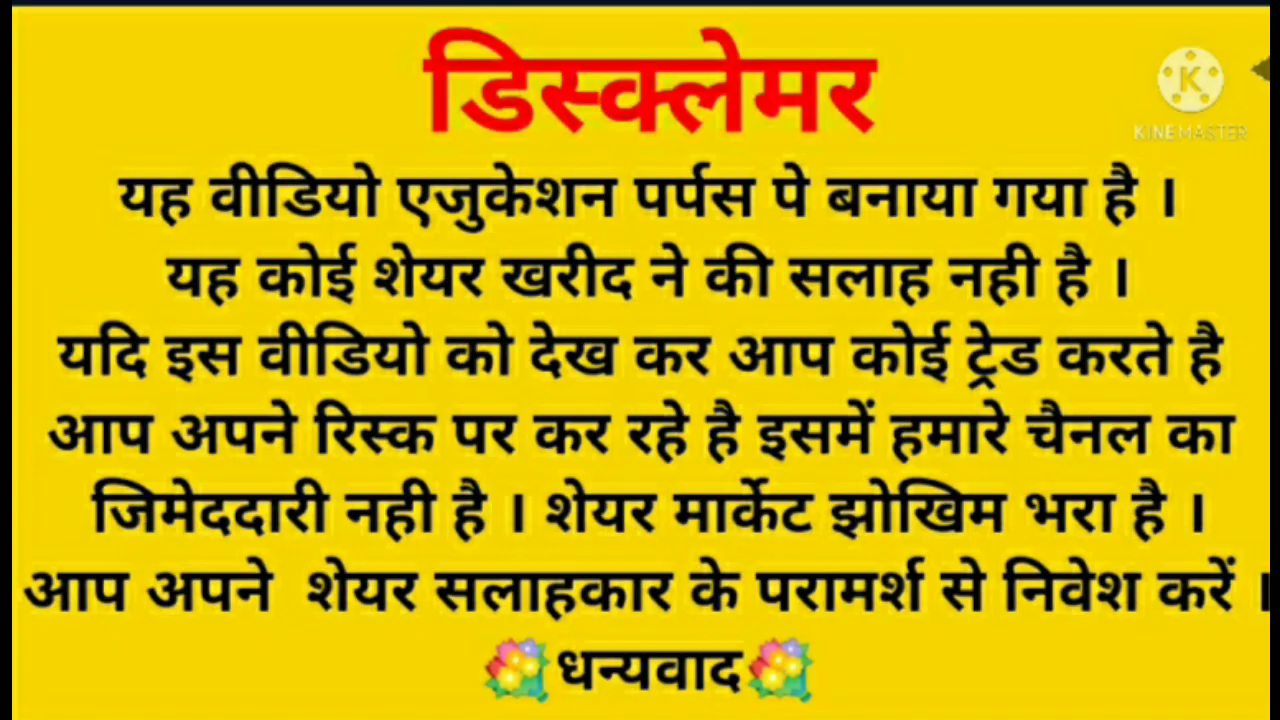 डिस्क्लेमर
KINEMASTER
यह वीडियो एजुकेशन पर्पस पे बनाया गया है ।
यह कोई शेयर खरीद ने की सलाह नही है ।
यदि इस वीडियो को देख कर आप कोई ट्रेड करते है
आप अपने रिस्क पर कर रहे है इसमें हमारे चैनल का
जिमेददारी नही है । शेयर मार्केट झोखिम भरा है ।
आप अपने शेयर सलाहकार के परामर्श से निवेश करें ।
धन्यवाद